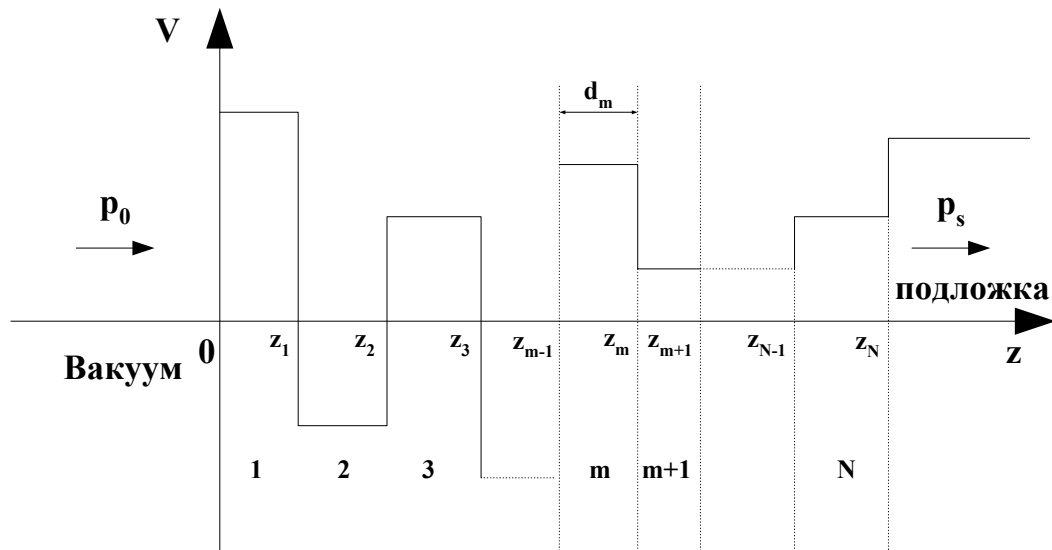 V
d_m
p_0
p_s
подложка
0
z_1
z_2
z_3
z_{m-1}
z_m
z_{m+1}
z_{N-1}
z_N
z
Вакуум
1
2
3
m
m+1
N